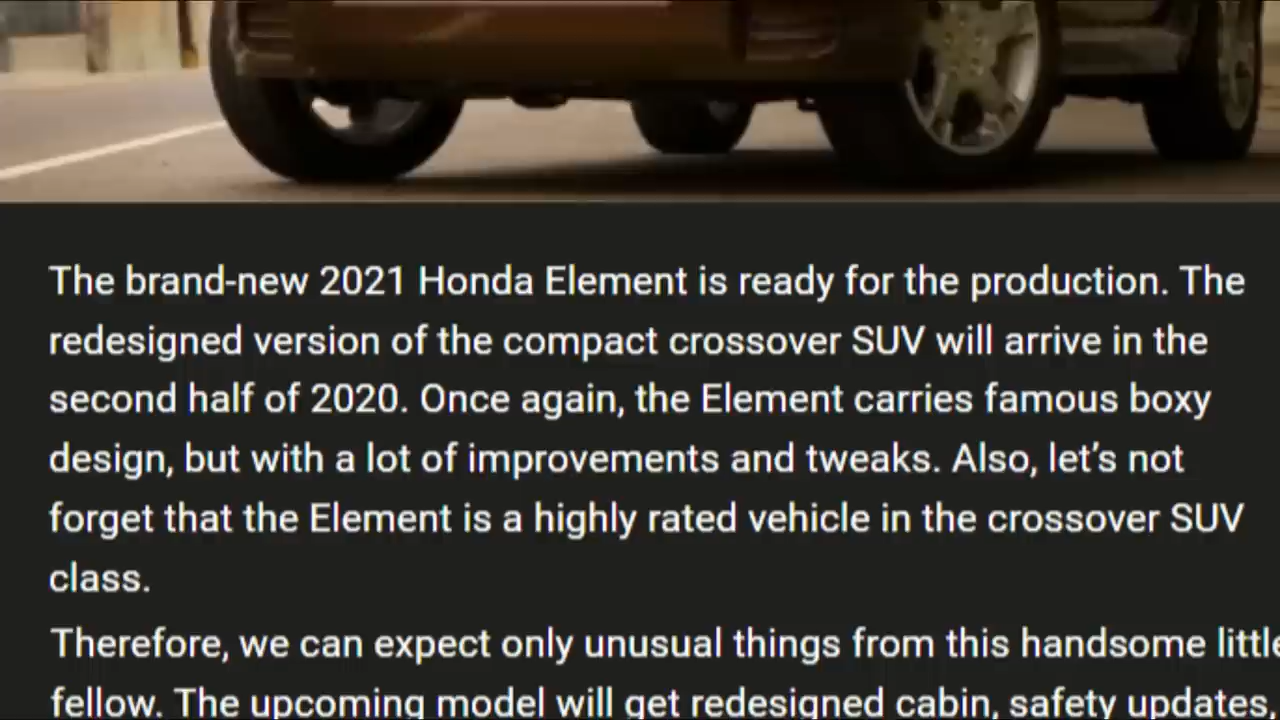 The brand-new 2021 Honda Element is ready for the production. The
redesigned version of the compact crossover SUV will arrive in the
second half of 2020. Once again, the Element carries famous boxy
design, but with a lot of improvements and tweaks. Also, let’s not
forget that the Element is a highly rated vehicle in the crossover SUV
class.
Therefore, we can expect only unusual things from this handsome little
fellow. The upcoming model will get redesigned cabin, safety updates,